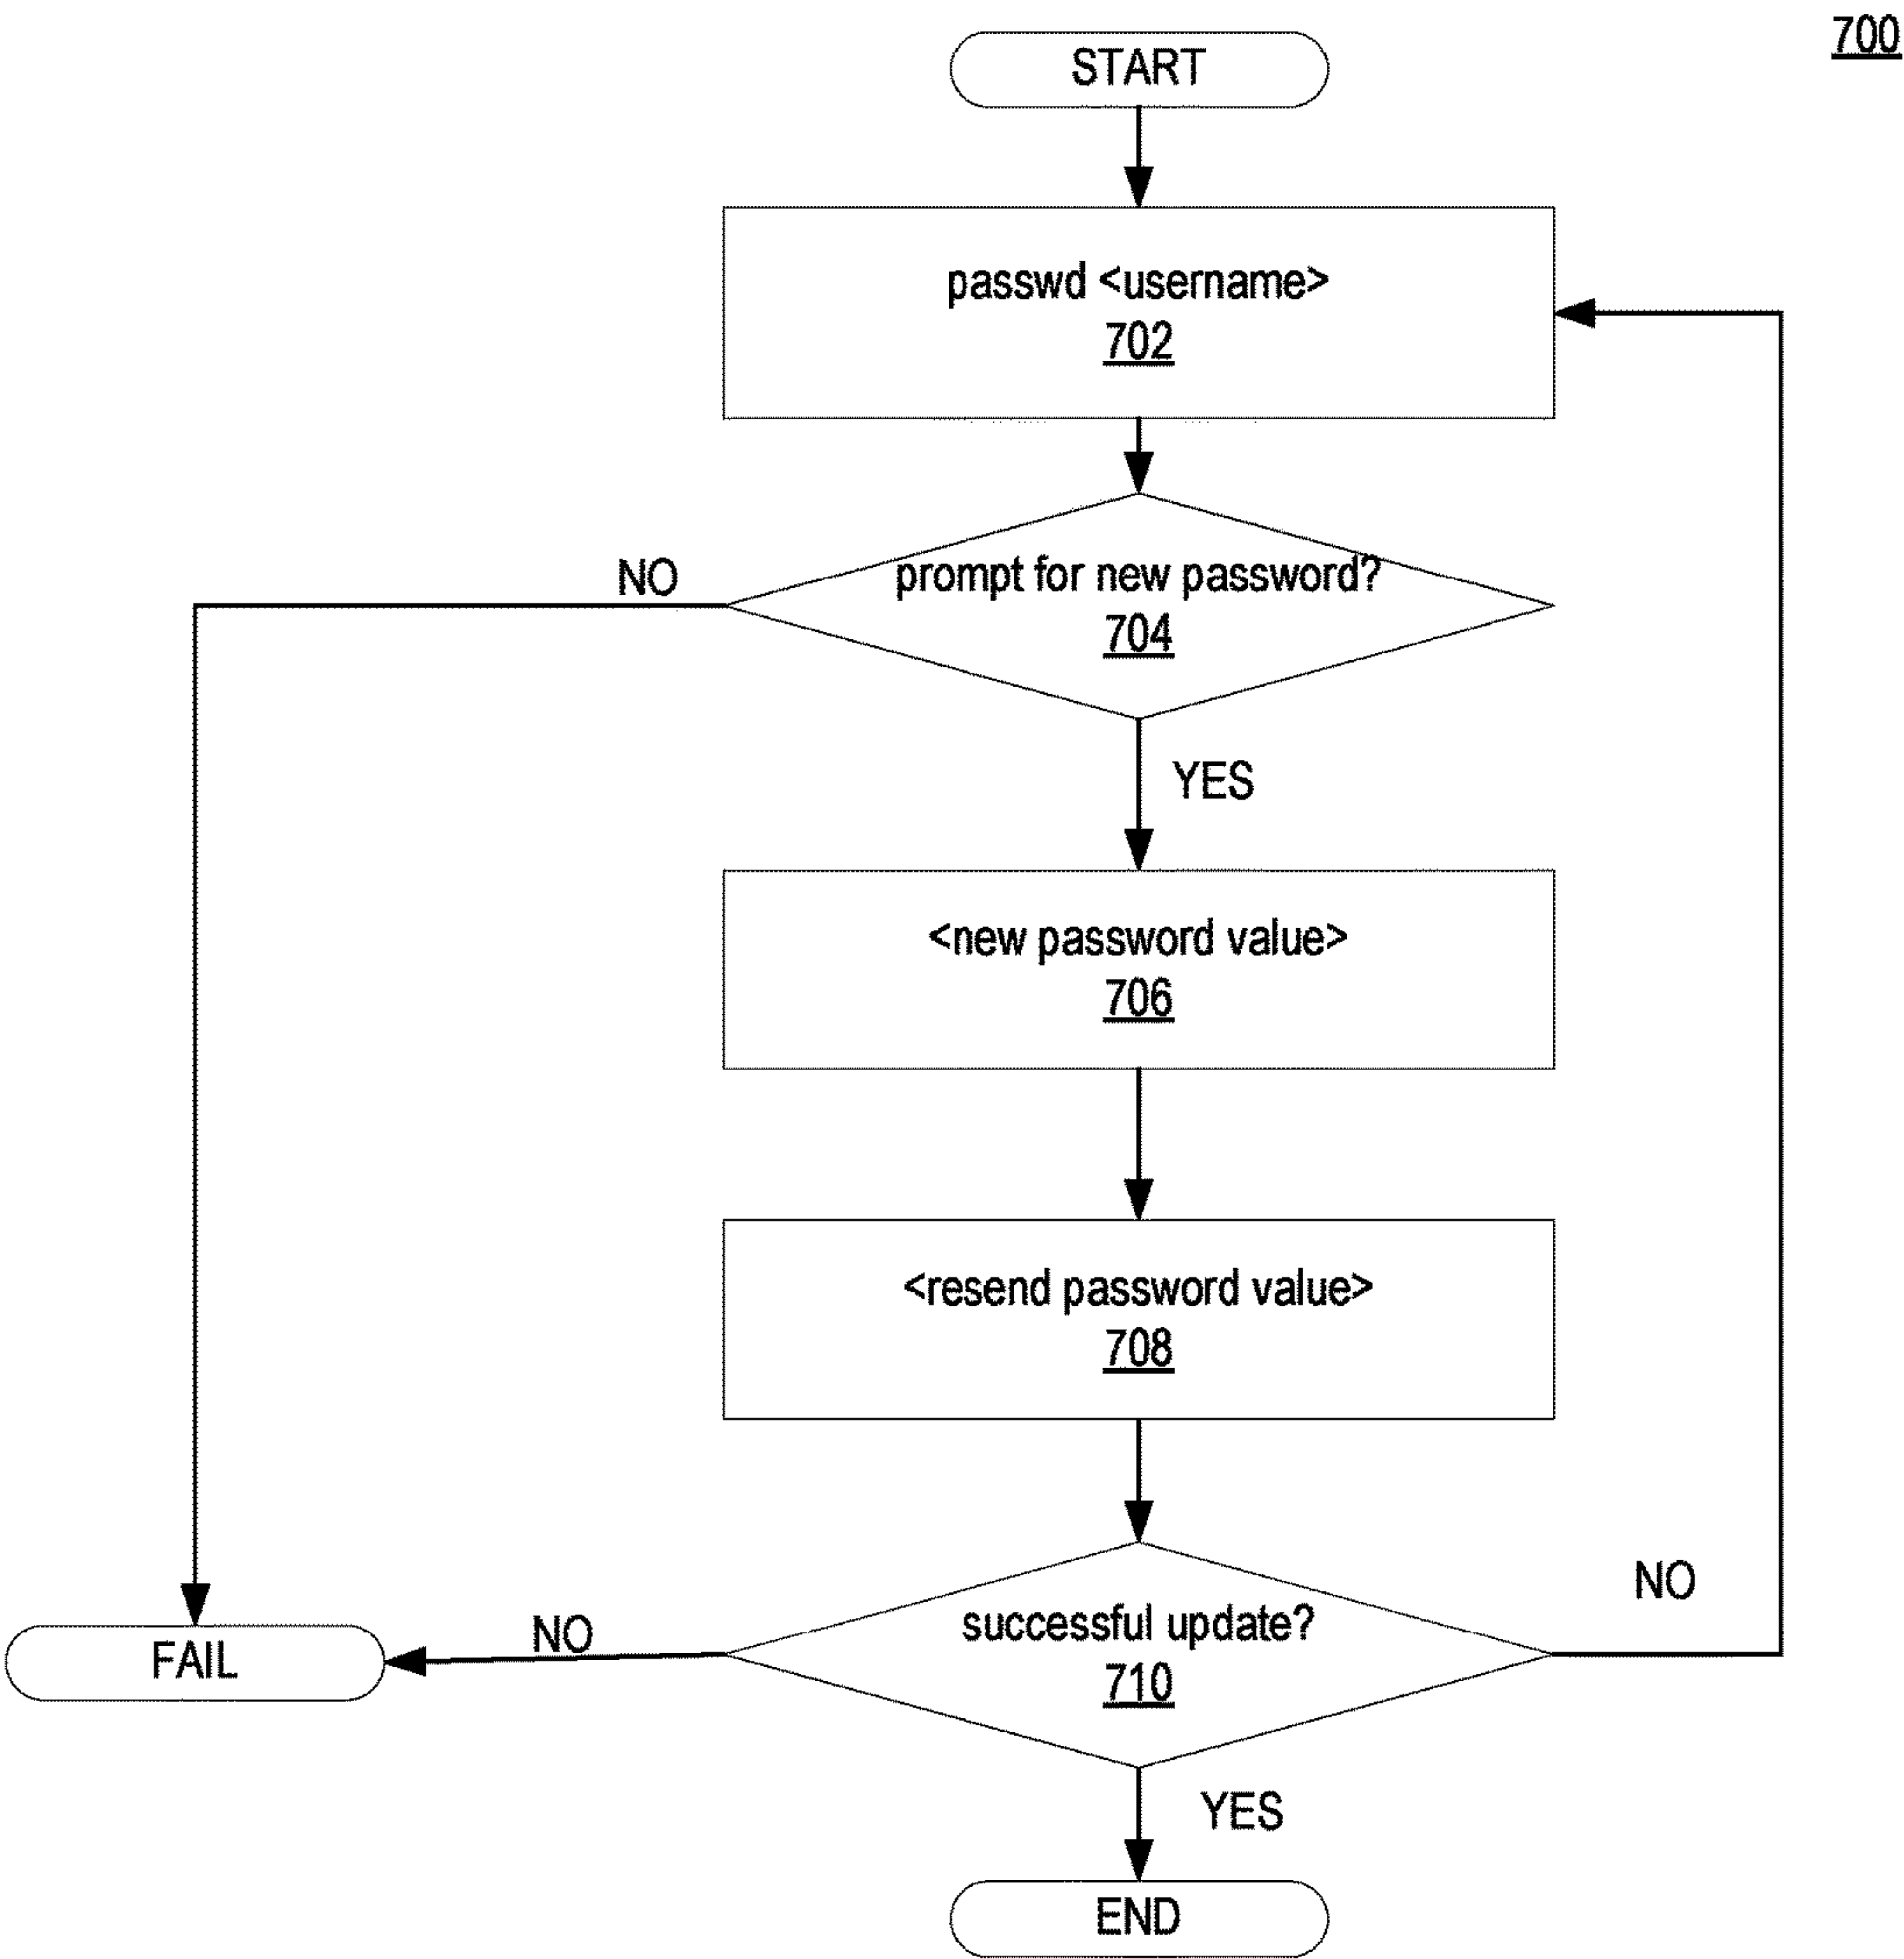 700
START
passwd <username>
702
prompt for new password?
704
NO
YES
<new password value>
706
<resend password value>
708
successful update?
710
NO
NO
FAIL
YES
END